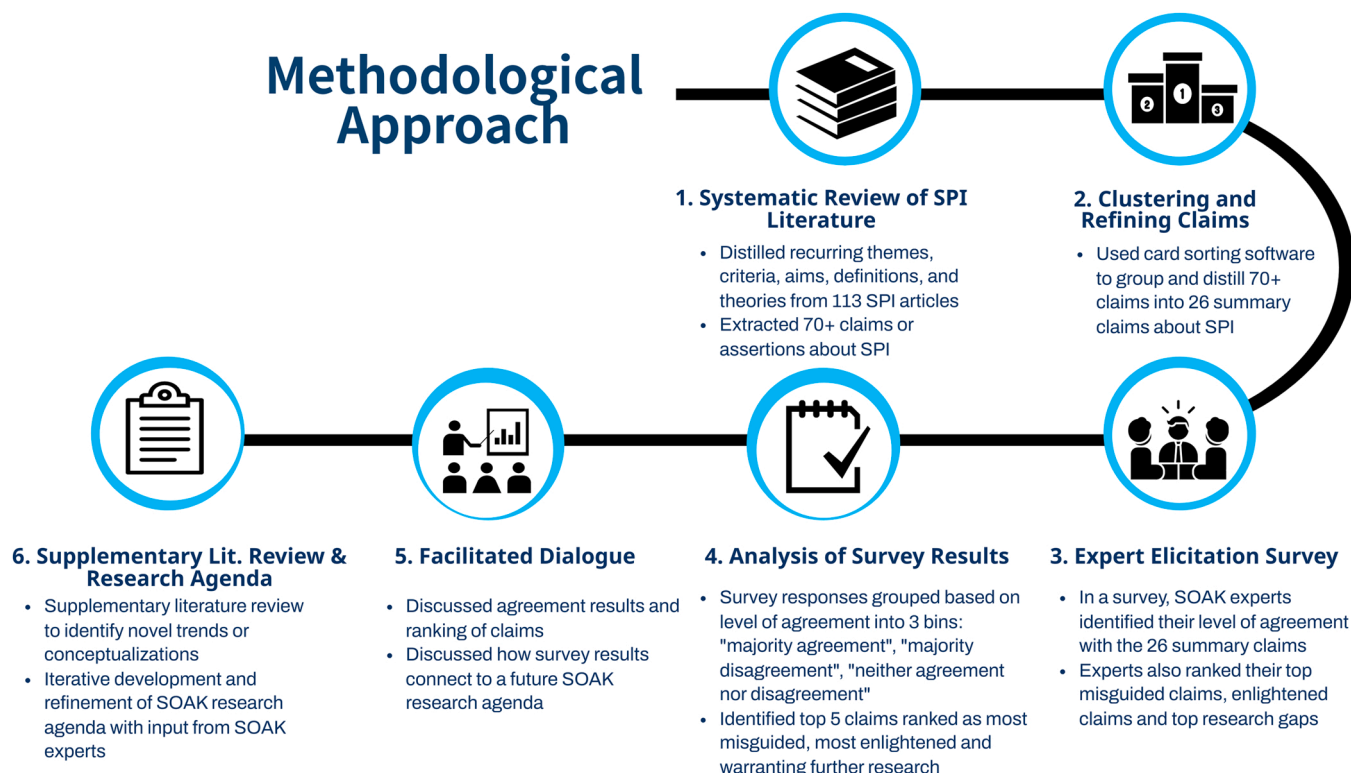 Methodological
Approach
2
1
3
1. Systematic Review of SPI
Literature
• Distilled recurring themes,
criteria, aims, definitions, and
theories from 113 SPI articles
• Extracted 70+ claims or
assertions about SPI
2. Clustering and
Refining Claims
• Used card sorting software
to group and distill 70+
claims into 26 summary
claims about SPI
3. Expert Elicitation Survey
• In a survey, SOAK experts
identified their level of agreement
with the 26 summary claims
• Experts also ranked their top
misguided claims, enlightened
claims and top research gaps
4. Analysis of Survey Results
• Survey responses grouped based on
level of agreement into 3 bins:
"majority agreement", "majority
disagreement", "neither agreement
nor disagreement"
• Identified top 5 claims ranked as most
misguided, most enlightened and
warranting further research
5. Facilitated Dialogue
• Discussed agreement results and
ranking of claims
• Discussed how survey results
connect to a future SOAK
research agenda
6. Supplementary Lit. Review &
Research Agenda
• Supplementary literature review
to identify novel trends or
conceptualizations
• Iterative development and
refinement of SOAK research
agenda with input from SOAK
experts